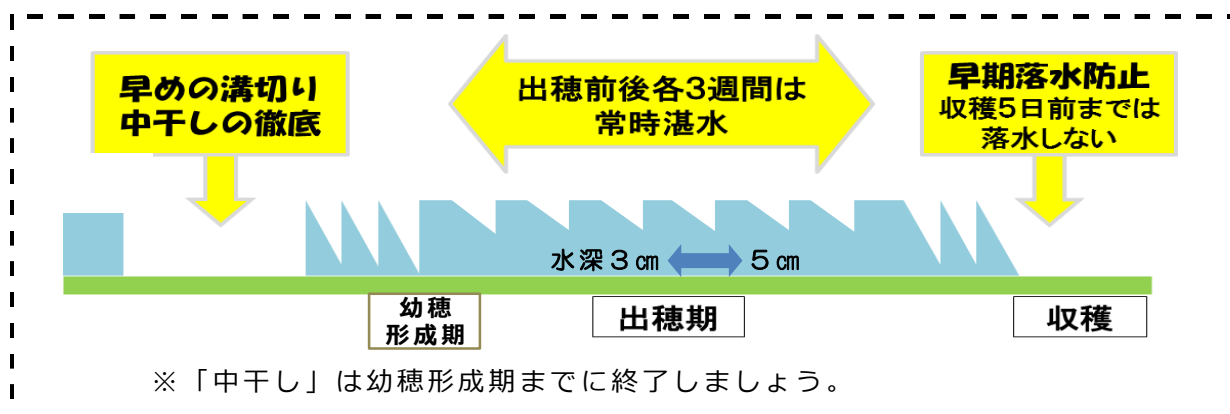 早めの溝切り
中干しの徹底
出穂前後各3週間は
常時湛水
早期落水防止
収穫5日前までは
落水しない
水深3㎝ 5㎝
幼穂
形成期
出穂期
収穫
※「中干し」は幼穂形成期までに終了しましょう。